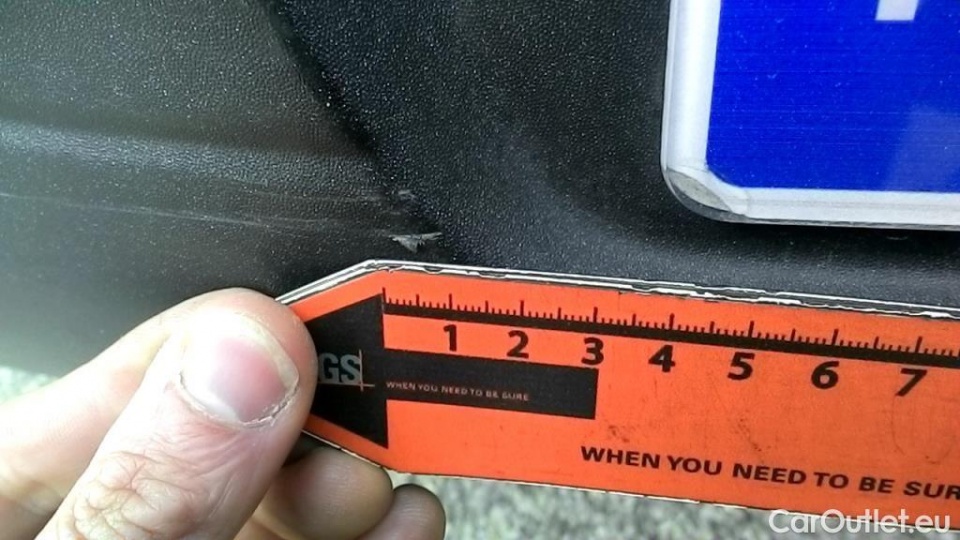 1 2 3 4 5 6 7
GS
WHEN YOU NEED TO BE SURE
WHEN YOU NEED TO BE SUR
CarOutlet.eu